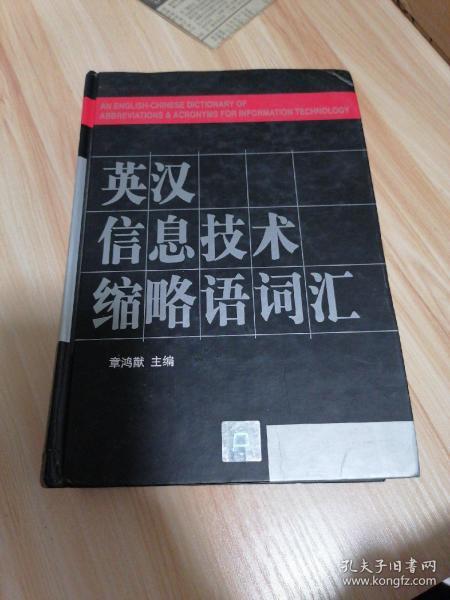 AN ENGLISH-CHINESE DICTIONARY OF
ABBREVIATIONS & ACRONYMS FOR INFORMATION TECHNOLOGY
英汉
信息技术
缩略语词汇
章鸿猷 主编
孔夫子旧书网
www.kongfz.com